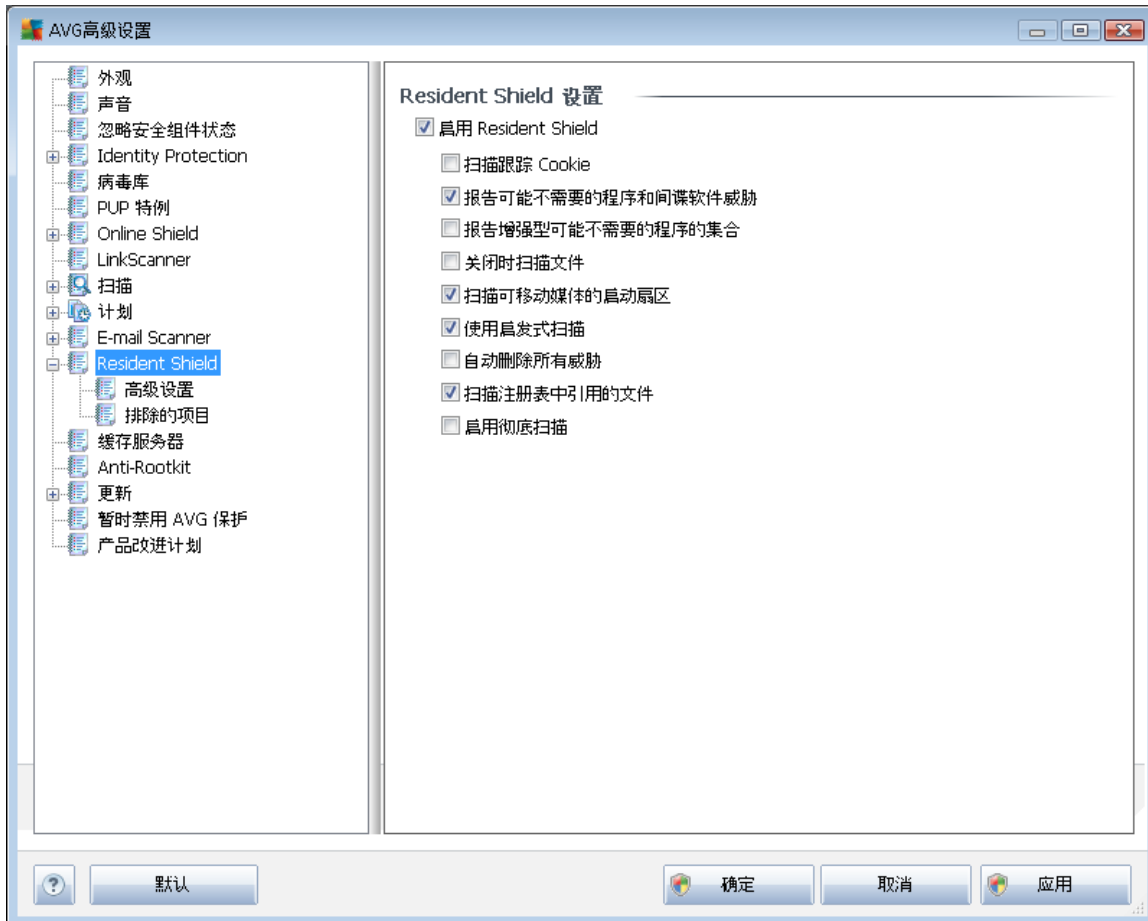 AVG高级设置
外观
声音
忽略安全组件状态
Identity Protection
病毒库
PUP 特例
Online Shield
LinkScanner
扫描
计划
E-mail Scanner
Resident Shield
高级设置
排除的项目
缓存服务器
Anti-Rootkit
更新
暂时禁用 AVG 保护
产品改进计划
Resident Shield 设置
启用 Resident Shield
扫描跟踪 Cookie
报告可能不需要的程序和间谍软件威胁
报告增强型可能不需要的程序的集合
关闭时扫描文件
扫描可移动媒体的启动扇区
使用启发式扫描
自动删除所有威胁
扫描注册表中引用的文件
启用彻底扫描
?
默认
确定
取消
应用